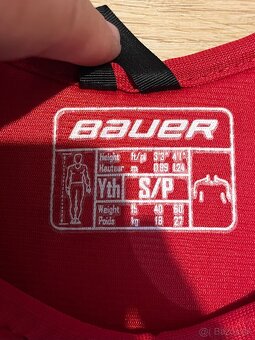 BAUER
Height ft/pi 3'3" 4'1"
Hauteur m 0.99 1.24
Yth S/P
Weight lb 40 60
Poids kg 18 27